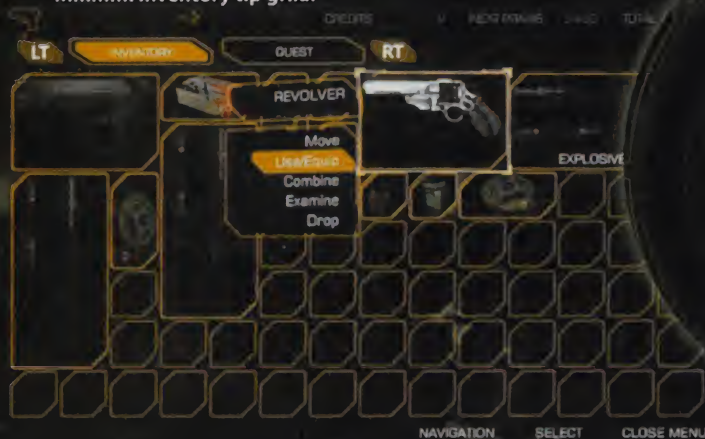 CREDITS
LT INVENTORY QUEST RT
REVOLVER
Move
Use/Equip
Combine
Examine
Drop
EXPLOSIVE
NAVIGATION SELECT CLOSE MENU